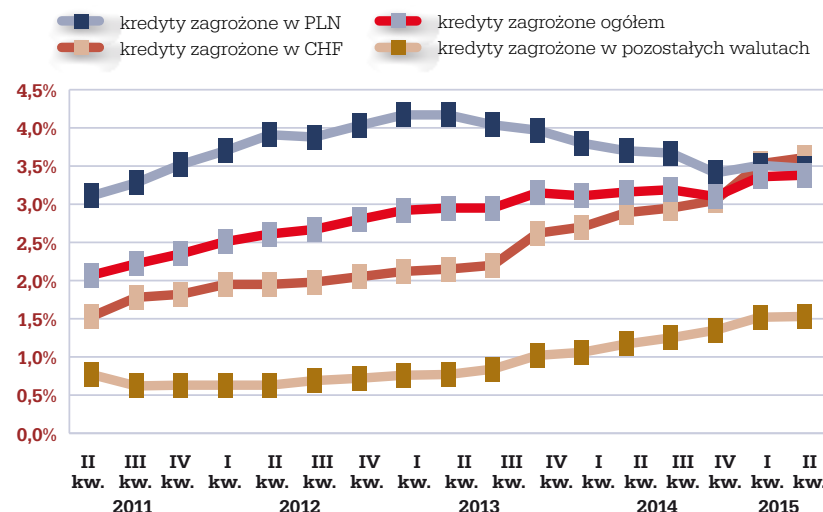 kredyty zagrożone w PLN
kredyty zagrożone ogółem
kredyty zagrożone w CHF
kredyty zagrożone w pozostałych walutach
4,5%
4,0%
3,5%
3,0%
2,5%
2,0%
1,5%
1,0%
0,5%
0,0%
II III IV I II III IV I II III IV I II III IV I II
kw. kw. kw. kw. kw. kw. kw. kw. kw. kw. kw. kw. kw. kw. kw. kw. kw.
2011 2012 2013 2014 2015